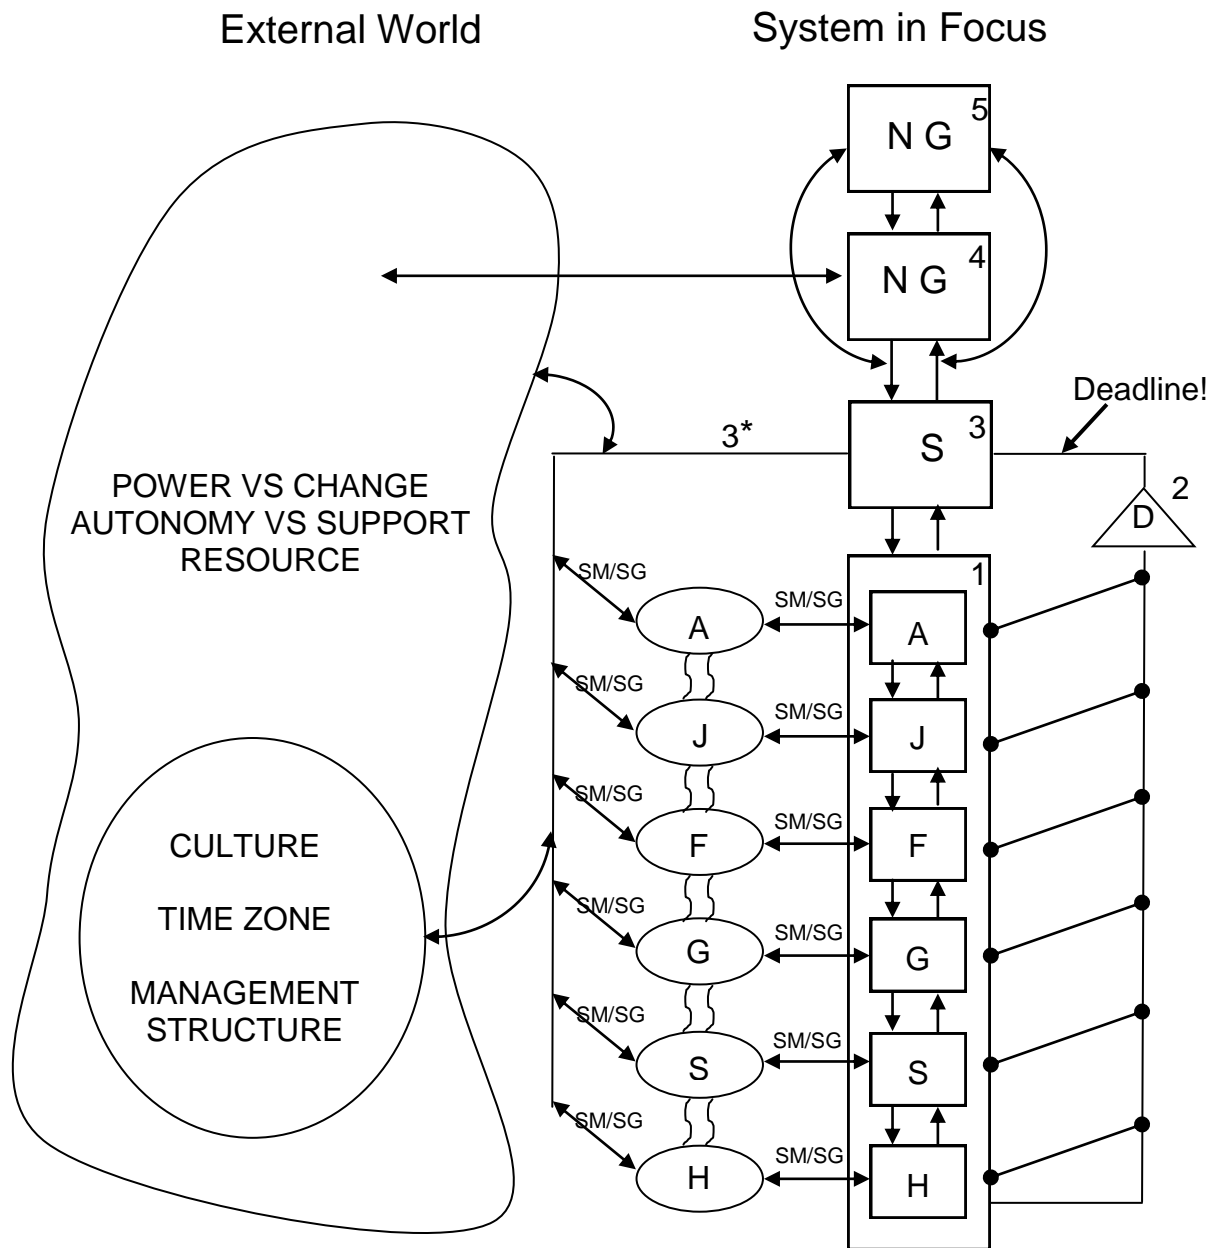 External World
System in Focus
5
N G
4
N G
Deadline!
3
S
3*
2
D
POWER VS CHANGE
AUTONOMY VS SUPPORT
RESOURCE
1
SM/SG
A
SM/SG
A
SM/SG
J
SM/SG
J
SM/SG
F
SM/SG
F
SM/SG
G
SM/SG
G
SM/SG
S
SM/SG
S
SM/SG
H
SM/SG
H
CULTURE
TIME ZONE
MANAGEMENT
STRUCTURE